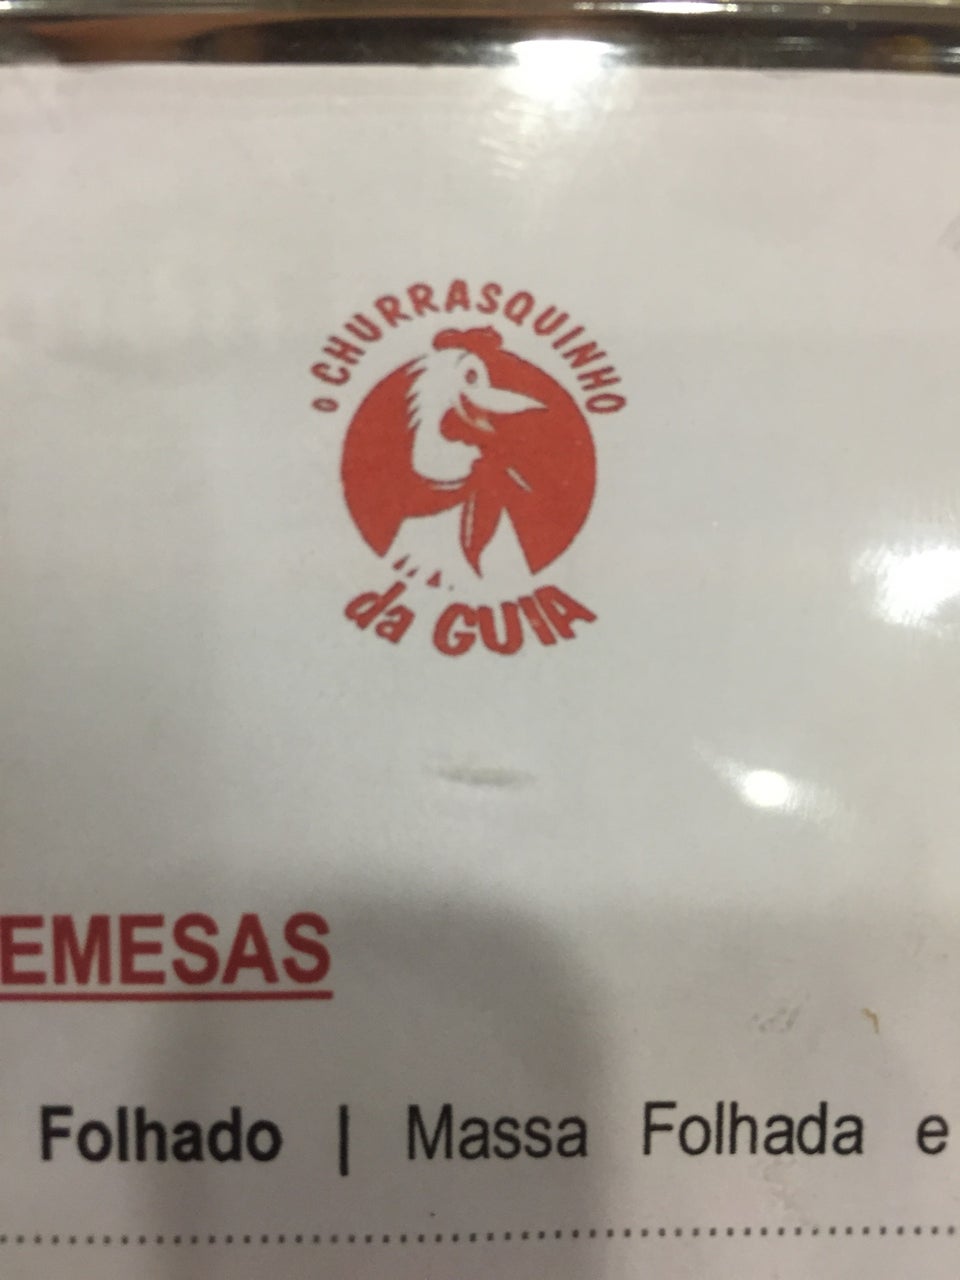 O CHURRASQUINHO
da GUIA
EMESAS
Folhado | Massa Folhada e